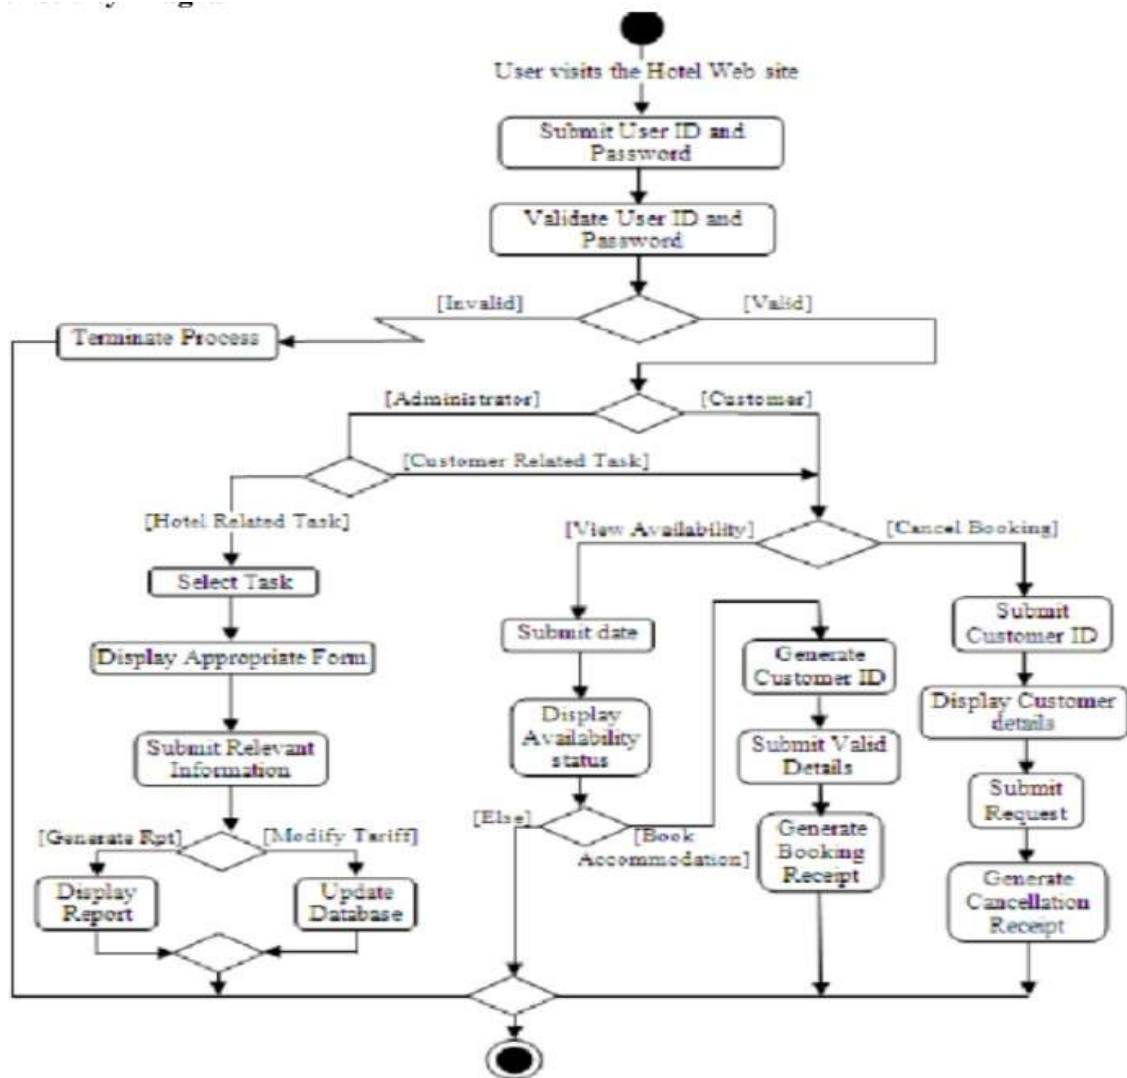 User visits the Hotel Web site
Submit User ID and
Password
Validate User ID and
Password
[Invalid]
[Valid]
Terminate Process
[Administrator]
[Customer]
[Customer Related Task]
[Hotel Related Task]
[View Availability]
[Cancel Booking]
Select Task
Display Appropriate Form
Submit Relevant
Information
[Generate Rpt]
[Modify Tariff]
Display
Report
Update
Database
Submit date
Display
Availability
status
[Else]
[Book
Accommodation]
Generate
Customer ID
Submit Valid
Details
Generate
Booking
Receipt
Submit
Customer ID
Display Customer
details
Submit
Request
Generate
Cancellation
Receipt